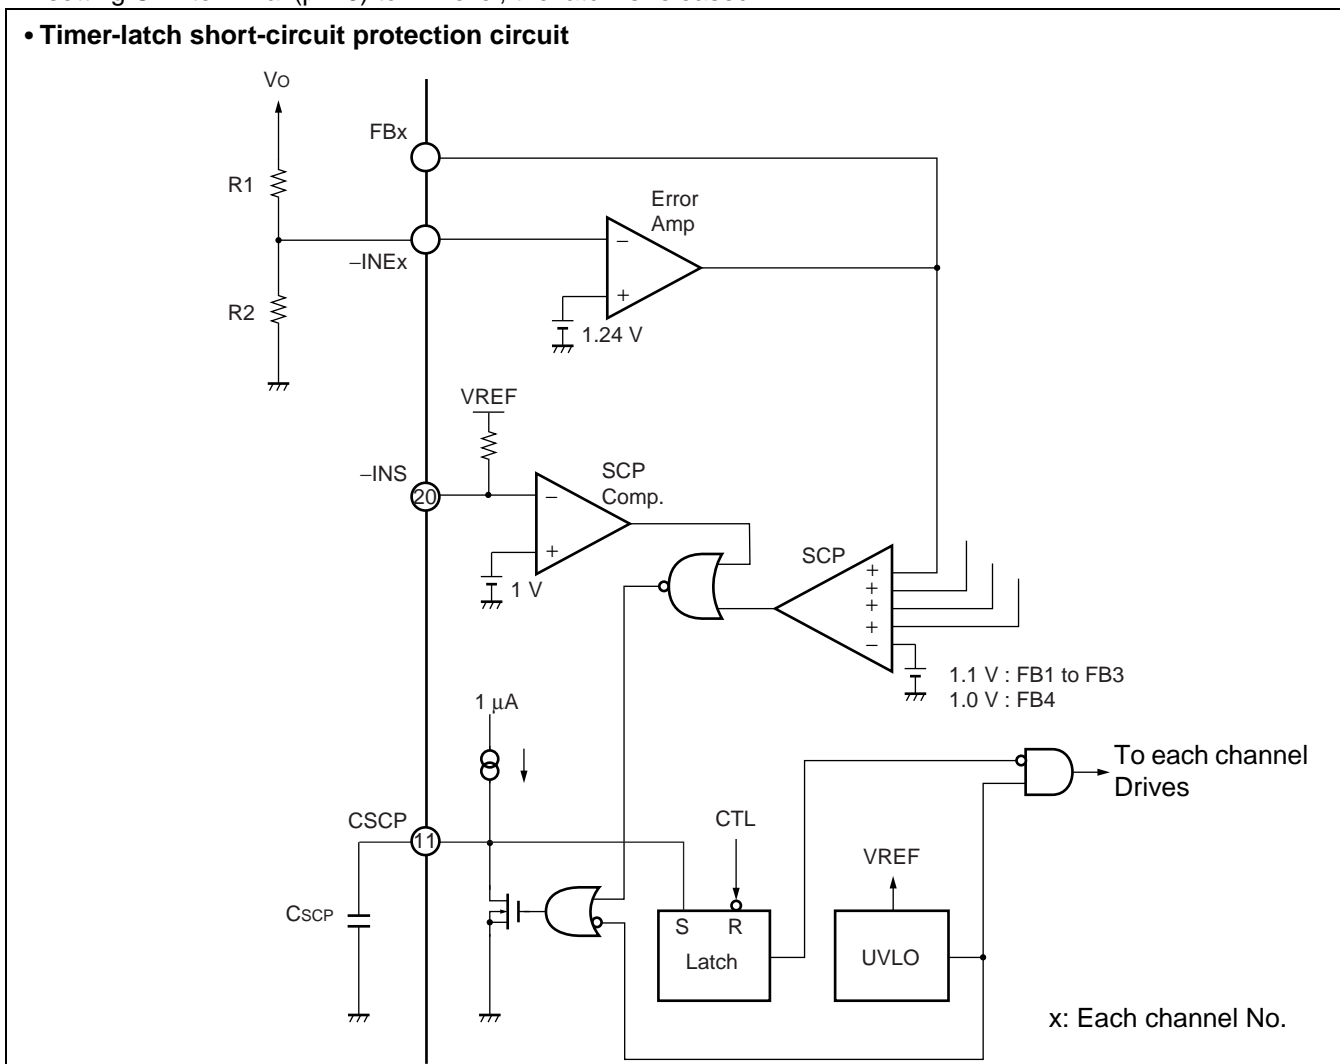 • Timer-latch short-circuit protection circuit
VO
FBx
R1
Error
Amp
−
−INEx
+
R2
1.24 V
VREF
−INS
SCP
Comp.
20
−
+
1 V
SCP
+
+
+
+
−
1.1 V : FB1 to FB3
1.0 V : FB4
1 μA
To each channel
Drives
CSCP
11
CTL
VREF
CSCP
S R
Latch
UVLO
x: Each channel No.